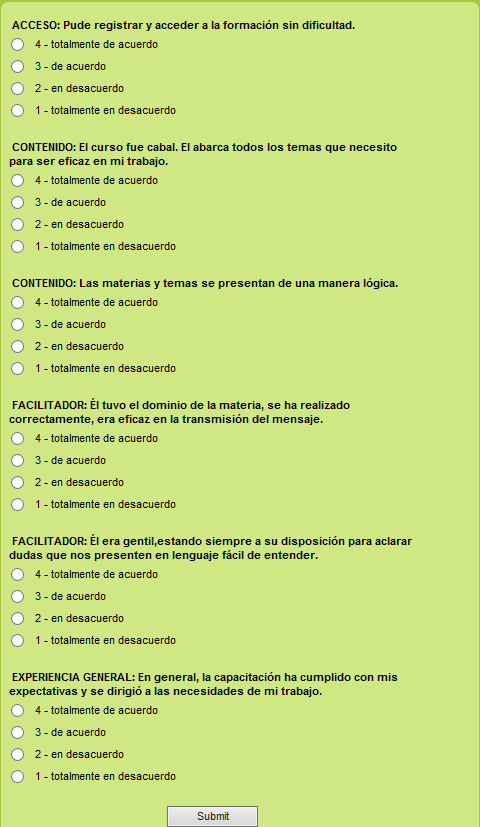 ACCESO: Pude registrar y acceder a la formación sin dificultad.
4 - totalmente de acuerdo
3 - de acuerdo
2 - en desacuerdo
1 - totalmente en desacuerdo
CONTENIDO: El curso fue cabal. El abarca todos los temas que necesito
para ser eficaz en mi trabajo.
4 - totalmente de acuerdo
3 - de acuerdo
2 - en desacuerdo
1 - totalmente en desacuerdo
CONTENIDO: Las materias y temas se presentan de una manera lógica.
4 - totalmente de acuerdo
3 - de acuerdo
2 - en desacuerdo
1 - totalmente en desacuerdo
FACILITADOR: Él tuvo el dominio de la materia, se ha realizado
correctamente, era eficaz en la transmisión del mensaje.
4 - totalmente de acuerdo
3 - de acuerdo
2 - en desacuerdo
1 - totalmente en desacuerdo
FACILITADOR: Él era gentil,estando siempre a su disposición para aclarar
dudas que nos presenten en lenguaje fácil de entender.
4 - totalmente de acuerdo
3 - de acuerdo
2 - en desacuerdo
1 - totalmente en desacuerdo
EXPERIENCIA GENERAL: En general, la capacitación ha cumplido con mis
expectativas y se dirigió a las necesidades de mi trabajo.
4 - totalmente de acuerdo
3 - de acuerdo
2 - en desacuerdo
1 - totalmente en desacuerdo
Submit